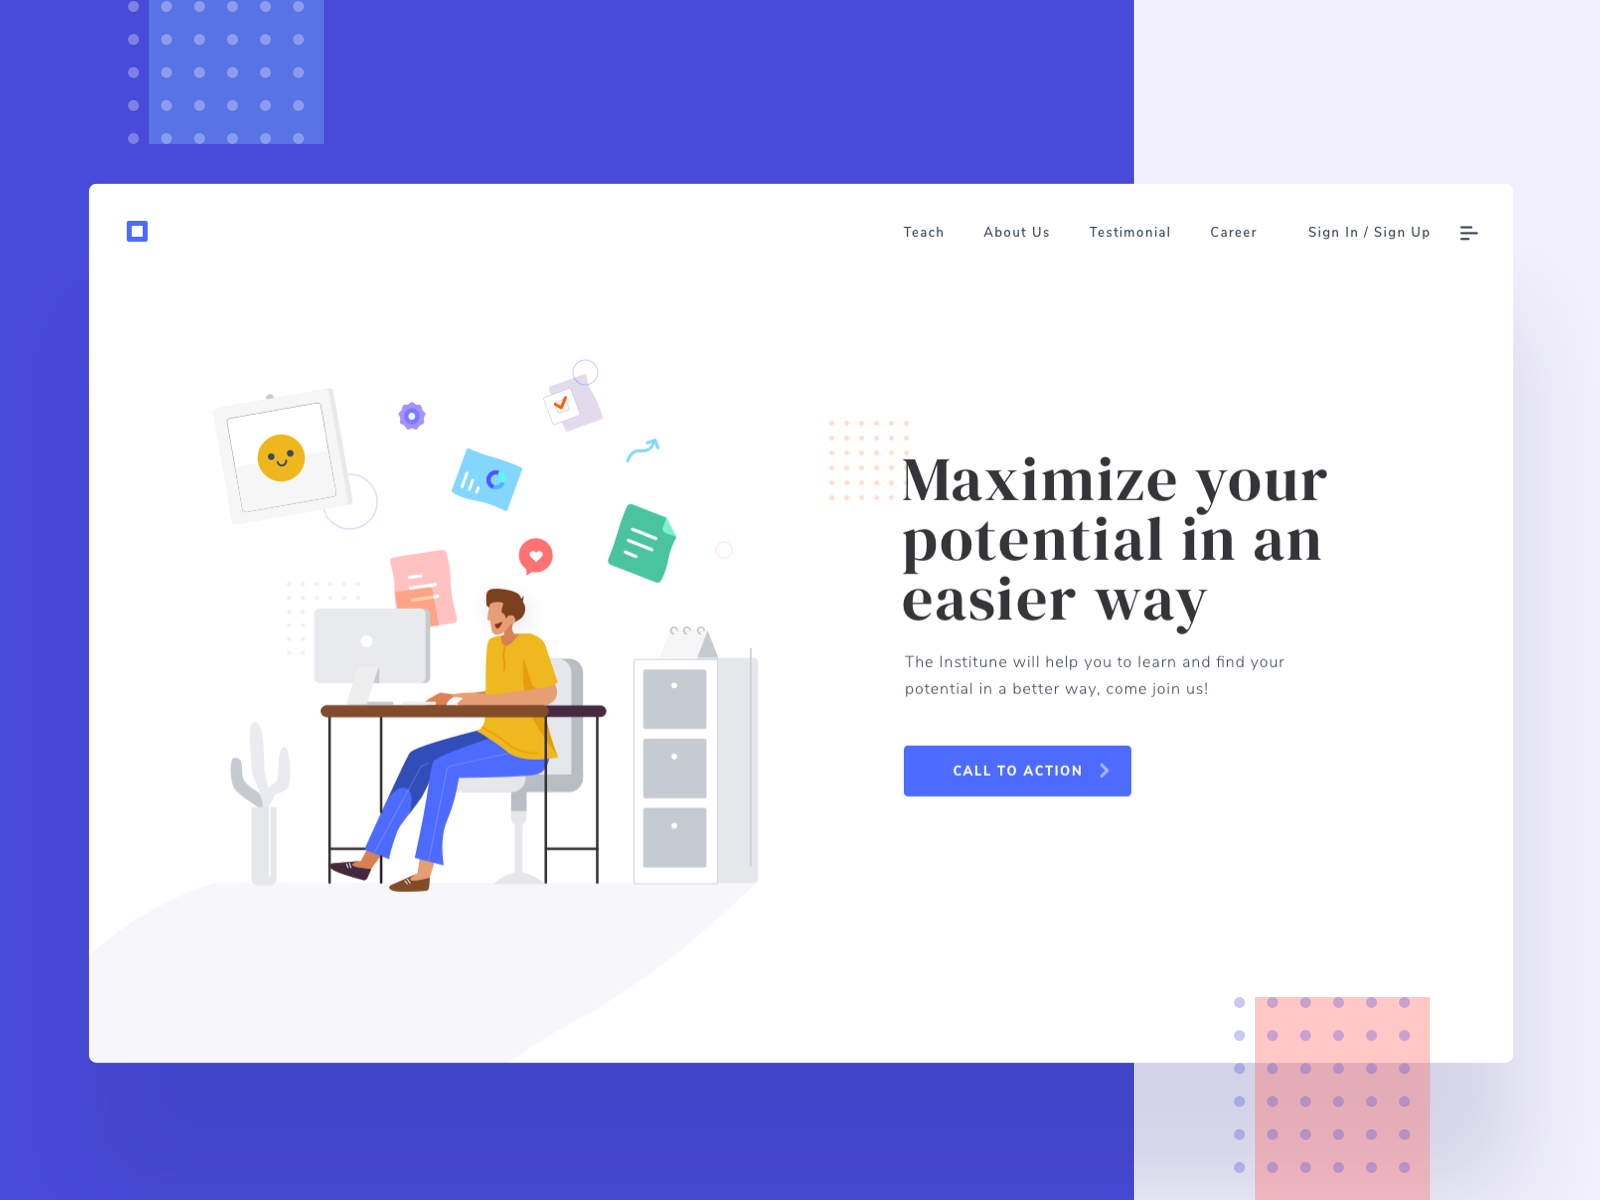 Teach About Us Testimonial Career Sign In / Sign Up
Maximize your
potential in an
easier way
The Institune will help you to learn and find your
potential in a better way, come join us!
CALL TO ACTION